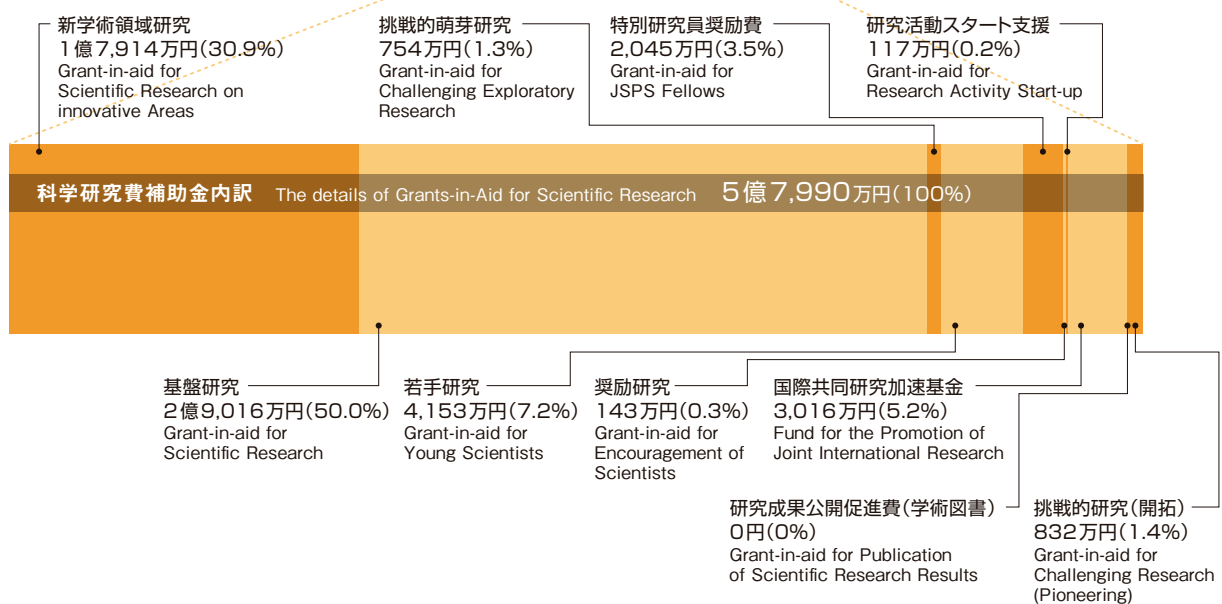 新学術領域研究
1億7,914万円(30.9%)
Grant-in-aid for
Scientific Research on
innovative Areas
挑戦的萌芽研究
754万円(1.3%)
Grant-in-aid for
Challenging Exploratory
Research
特別研究員奨励費
2,045万円(3.5%)
Grant-in-aid for
JSPS Fellows
研究活動スタート支援
117万円(0.2%)
Grant-in-aid for
Research Activity Start-up
科学研究費補助金内訳 The details of Grants-in-Aid for Scientific Research 5億7,990万円(100%)
基盤研究
2億9,016万円(50.0%)
Grant-in-aid for
Scientific Research
若手研究
4,153万円(7.2%)
Grant-in-aid for
Young Scientists
奨励研究
143万円(0.3%)
Grant-in-aid for
Encouragement of
Scientists
国際共同研究加速基金
3,016万円(5.2%)
Fund for the Promotion of
Joint International Research
研究成果公開促進費(学術図書)
0円(0%)
Grant-in-aid for Publication
of Scientific Research Results
挑戦的研究(開拓)
832万円(1.4%)
Grant-in-aid for
Challenging Research
(Pioneering)